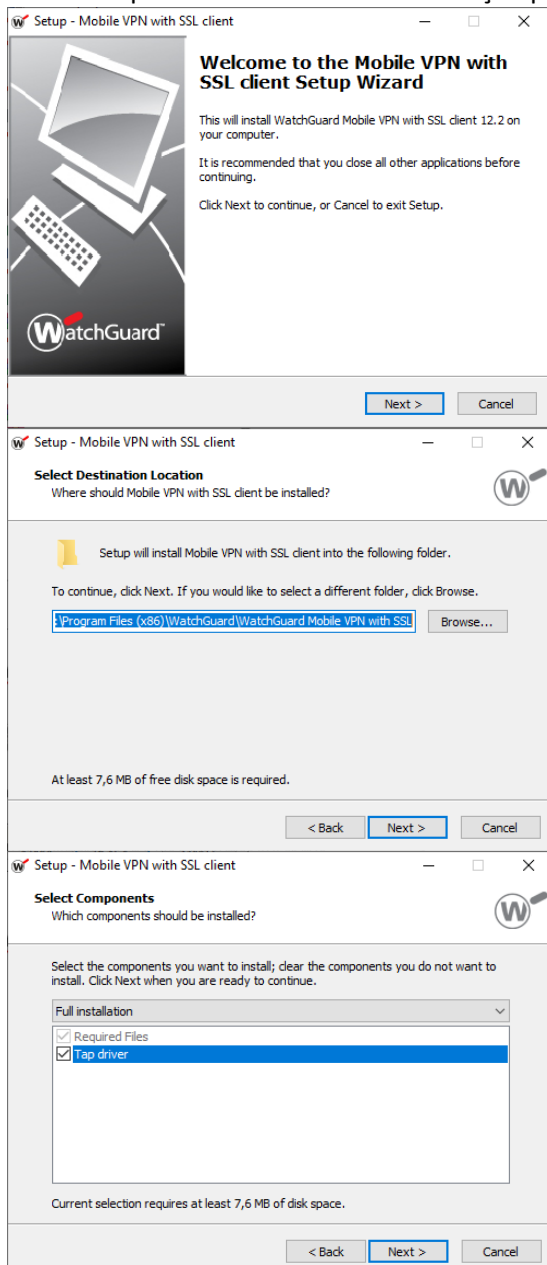 Setup - Mobile VPN with SSL client
Welcome to the Mobile VPN with
SSL client Setup Wizard
This will install WatchGuard Mobile VPN with SSL client 12.2 on
your computer.
It is recommended that you close all other applications before
continuing.
Click Next to continue, or Cancel to exit Setup.
WatchGuard
Next >
Cancel
Setup - Mobile VPN with SSL client
Select Destination Location
Where should Mobile VPN with SSL client be installed?
W
Setup will install Mobile VPN with SSL client into the following folder.
To continue, click Next. If you would like to select a different folder, click Browse.
:\Program Files (x86)\WatchGuard\WatchGuard Mobile VPN with SSL
Browse...
At least 7,6 MB of free disk space is required.
< Back
Next >
Cancel
Setup - Mobile VPN with SSL client
Select Components
Which components should be installed?
W
Select the components you want to install; clear the components you do not want to
install. Click Next when you are ready to continue.
Full installation
Required Files
Tap driver
Current selection requires at least 7,6 MB of disk space.
< Back
Next >
Cancel